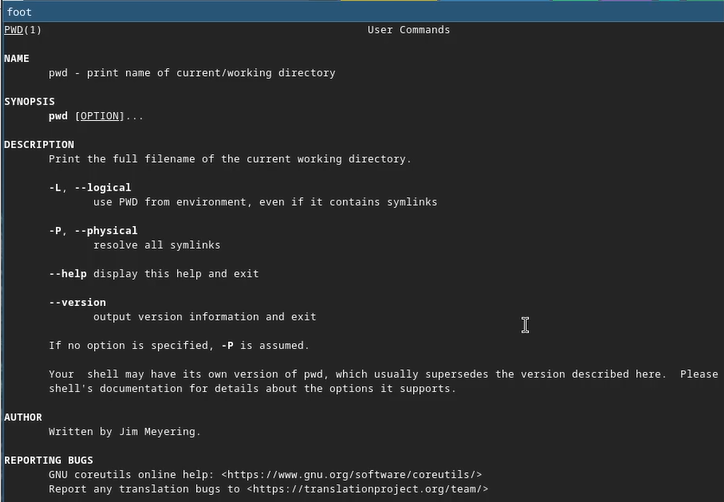 foot
PWD(1) User Commands
NAME
pwd - print name of current/working directory
SYNOPSIS
pwd [OPTION]...
DESCRIPTION
Print the full filename of the current working directory.
-L, --logical
use PWD from environment, even if it contains symlinks
-P, --physical
resolve all symlinks
--help display this help and exit
--version
output version information and exit
If no option is specified, -P is assumed.
Your shell may have its own version of pwd, which usually supersedes the version described here. Please
shell's documentation for details about the options it supports.
AUTHOR
Written by Jim Meyering.
REPORTING BUGS
GNU coreutils online help: <https://www.gnu.org/software/coreutils/>
Report any translation bugs to <https://translationproject.org/team/>